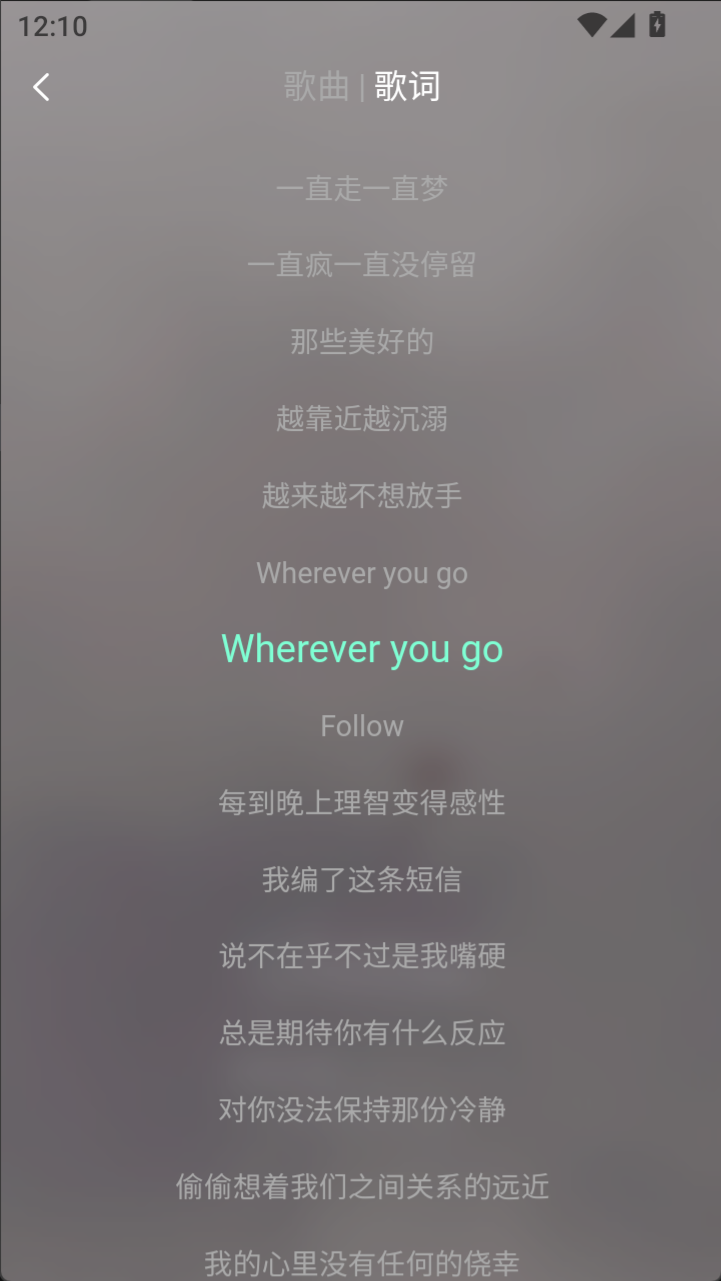 12:10
歌曲 | 歌词
一直走一直梦
一直疯一直没停留
那些美好的
越靠近越沉溺
越来越不想放手
Wherever you go
Wherever you go
Follow
每到晚上理智变得感性
我编了这条短信
说不在乎不过是我嘴硬
总是期待你有什么反应
对你没法保持那份冷静
偷偷想着我们之间关系的远近
我的心里没有任何的侥幸